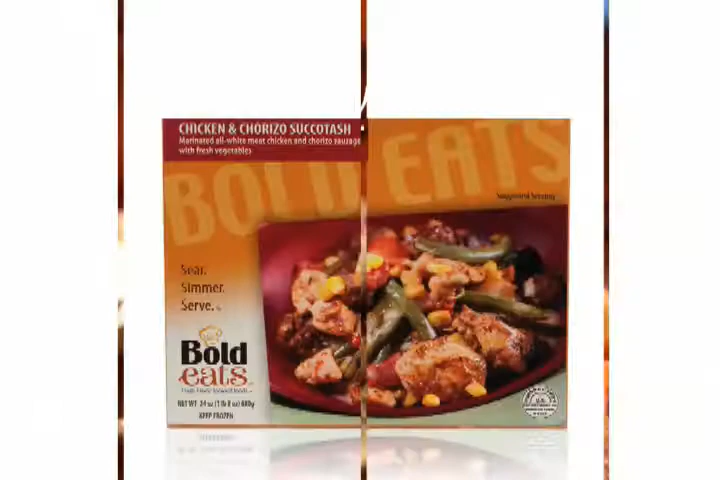 CHICKEN & CHORIZO SUCCOTASH
Marinated all-white meat chicken and chorizo sausage
with fresh vegetables
BOLD EATS
Suggested Serving
Sear.
Simmer.
Serve.
Bold
eats
NET WT. 24 oz (1 lb 8 oz) 680g
KEEP FROZEN